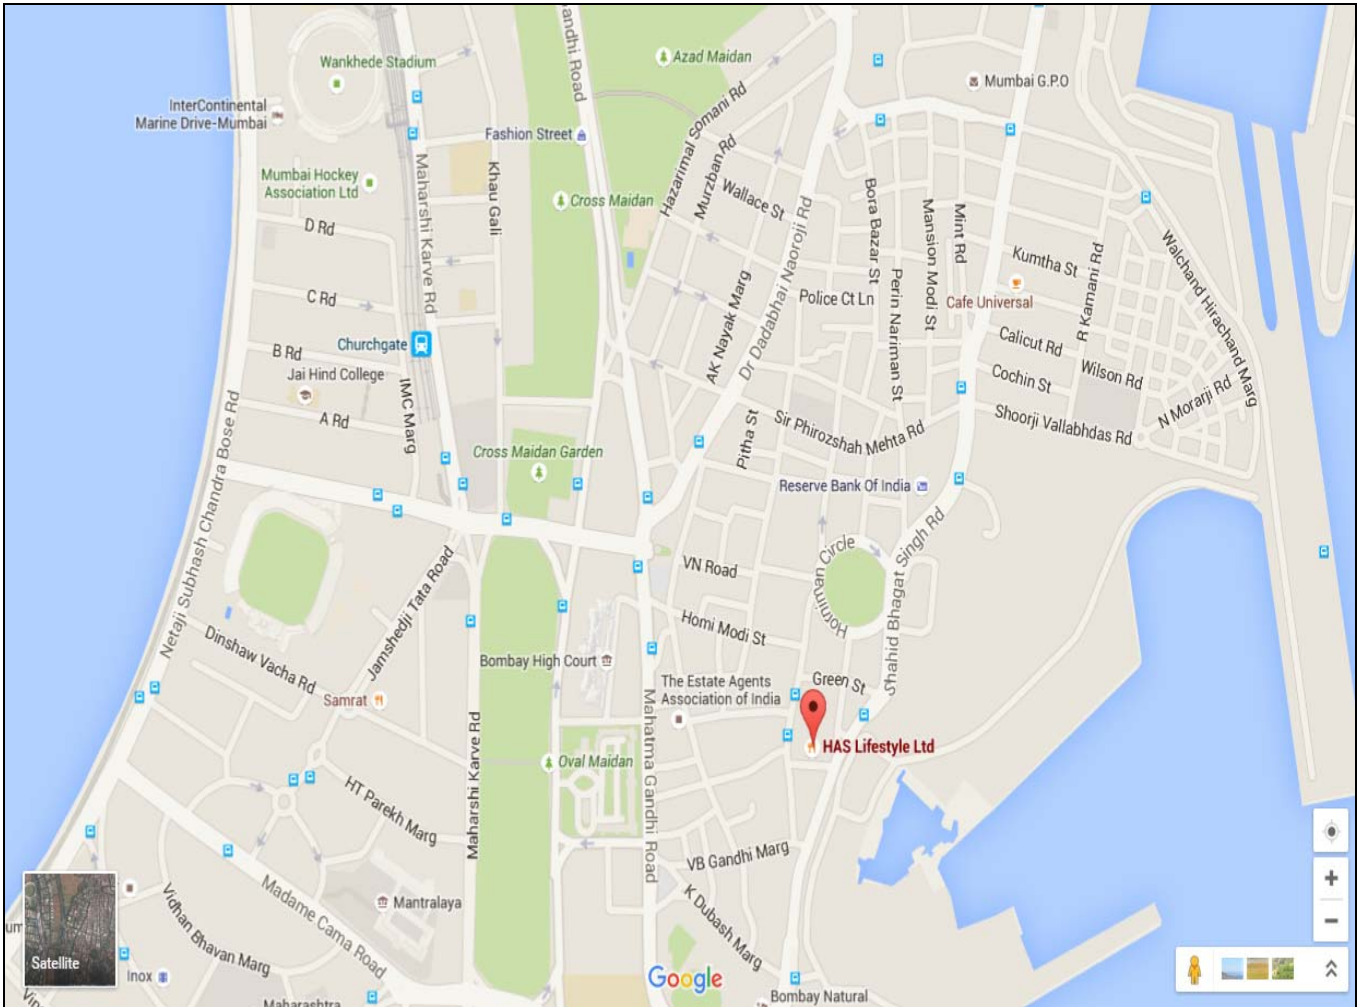 Gandhi Road
Azad Maidan
Wankhede Stadium
Mumbai G.P.O
InterContinental
Marine Drive-Mumbai
Fashion Street
Hazarimal Somani Rd
Murzban Rd
Maharshi Karve Rd
Khau Gali
Mumbai Hockey
Association Ltd
Cross Maidan
Wallace St
Bora Bazar St
Mansion Modi St
Mint Rd
D Rd
Kumtha St
R Kamani Rd
Walchand Hirachand Marg
Dr Dadabhai Naoroji Rd
AK Nayak Marg
Police Ct Ln
Perin Nariman St
Cafe Universal
C Rd
Churchgate
Calicut Rd
B Rd
Jai Hind College
IMC Marg
Cochin St
Wilson Rd
N Morarji Rd
A Rd
Pitha St
Sir Phirozshah Mehta Rd
Shoorji Vallabhdas Rd
Cross Maidan Garden
Reserve Bank Of India
Netaji Subhash Chandra Bose Rd
Jamshedji Tata Road
VN Road
Horniman Circle
Shahid Bhagat Singh Rd
Homi Modi St
Dinshaw Vacha Rd
Bombay High Court
Samrat
The Estate Agents
Association of India
Green St
Maharshi Karve Rd
Mahatma Gandhi Road
HAS Lifestyle Ltd
Oval Maidan
HT Parekh Marg
VB Gandhi Marg
Madame Cama Road
Mantralaya
K Dubash Marg
Vidhan Bhavan Marg
Satellite
Inox
Google
Bombay Natural
Maharashtra